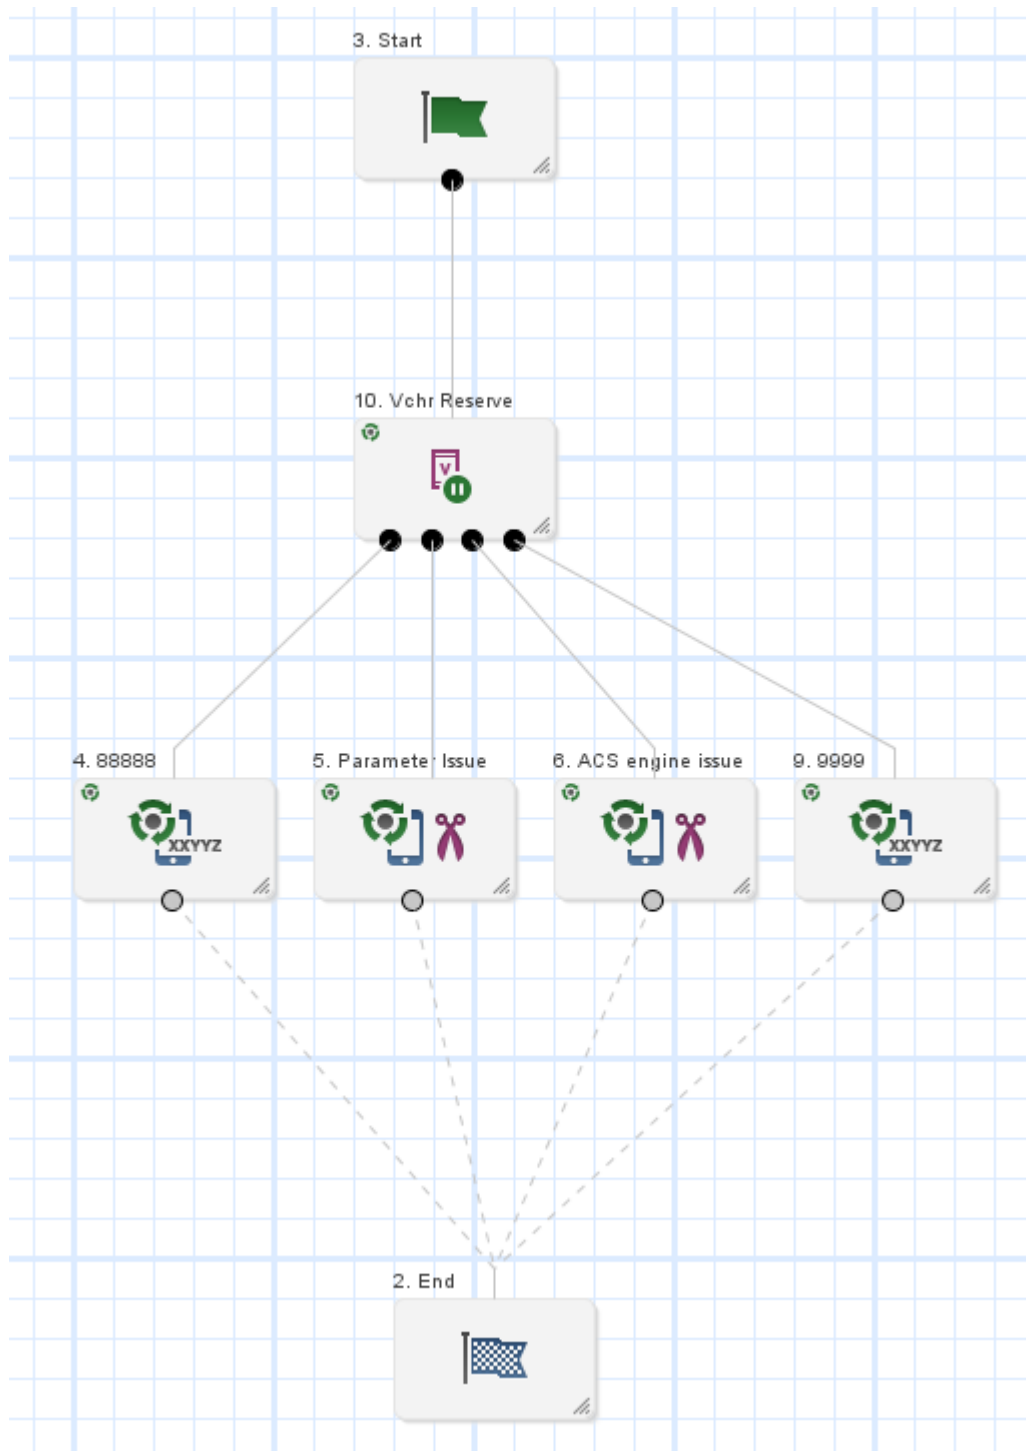 3. Start
10. Vchr Reserve
V
4. 88888
5. Parameter Issue
6. ACS engine issue
9. 9999
XXYYZ
XXYYZ
2. End